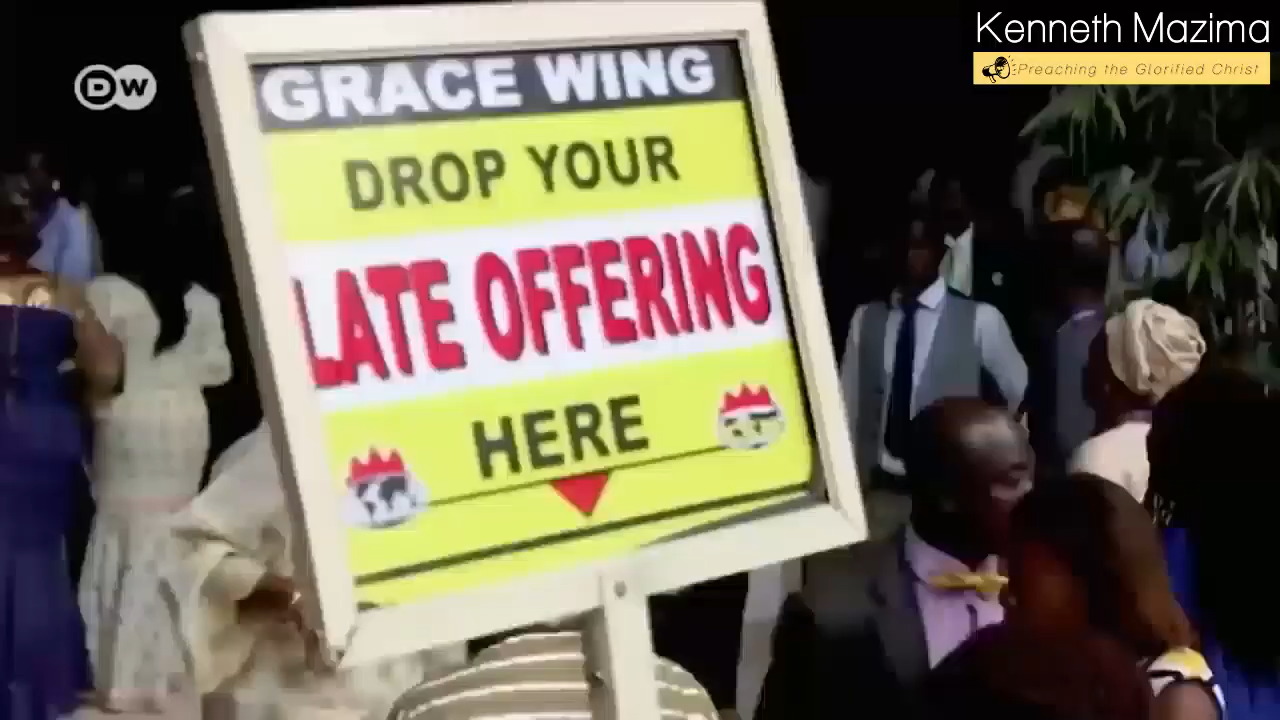 DW
Kenneth Mazima
Preaching the Glorified Christ
GRACE WING
DROP YOUR
LATE OFFERING
HERE